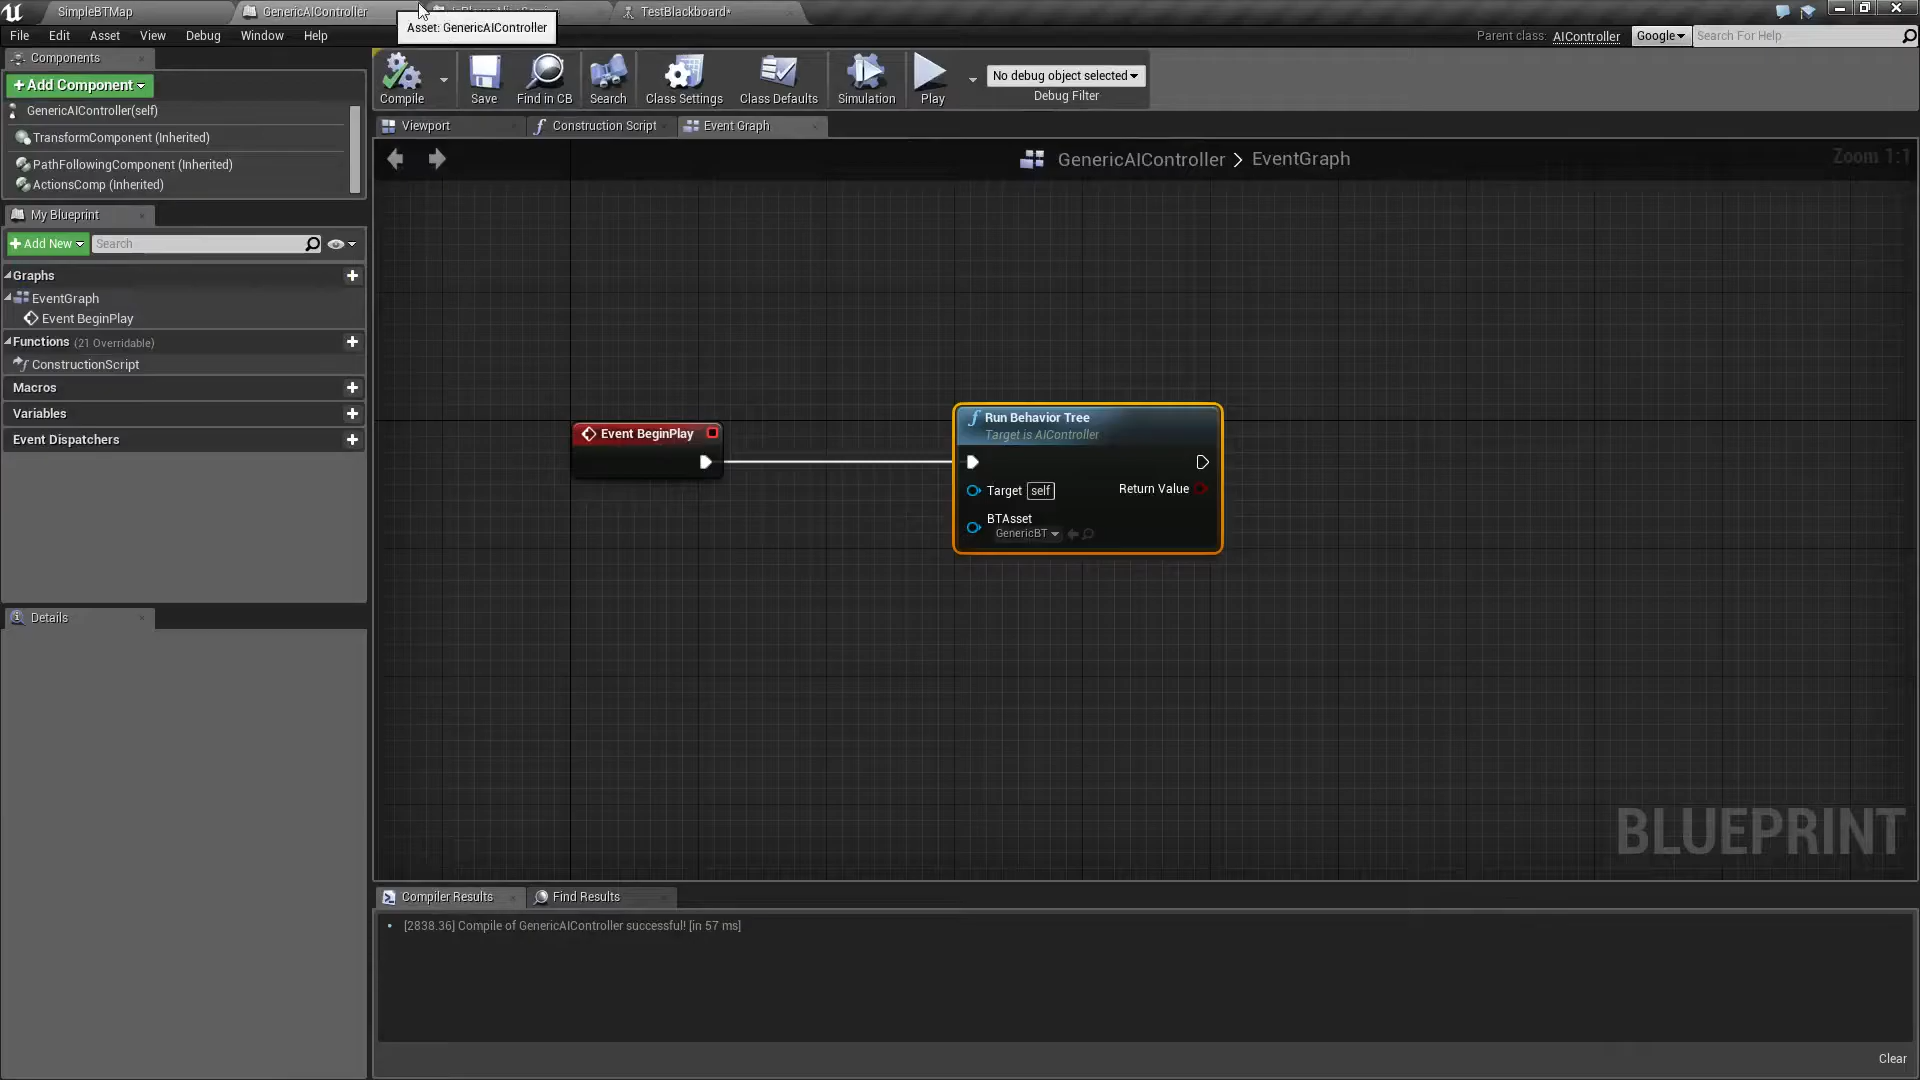 SimpleBTMap
GenericAIController
TestBlackboard*
Asset: GenericAIController
File Edit Asset View Debug Window Help
Parent class: AIController Google Search For Help
Components
+Add Component
GenericAIController(self)
TransformComponent (Inherited)
PathFollowingComponent (Inherited)
ActionsComp (Inherited)
Compile Save Find in CB Search Class Settings Class Defaults Simulation Play
No debug object selected
Debug Filter
Viewport Construction Script Event Graph
GenericAIController > EventGraph
Zoom 1:1
My Blueprint
+Add New Search
Graphs
EventGraph
Event BeginPlay
Functions (21 Overridable)
ConstructionScript
Macros
Variables
Event Dispatchers
Details
Event BeginPlay
Run Behavior Tree
Target is AIController
Target self Return Value
BTAsset
GenericBT
BLUEPRINT
Compiler Results Find Results
[2838.36] Compile of GenericAIController successful! [in 57 ms]
Clear